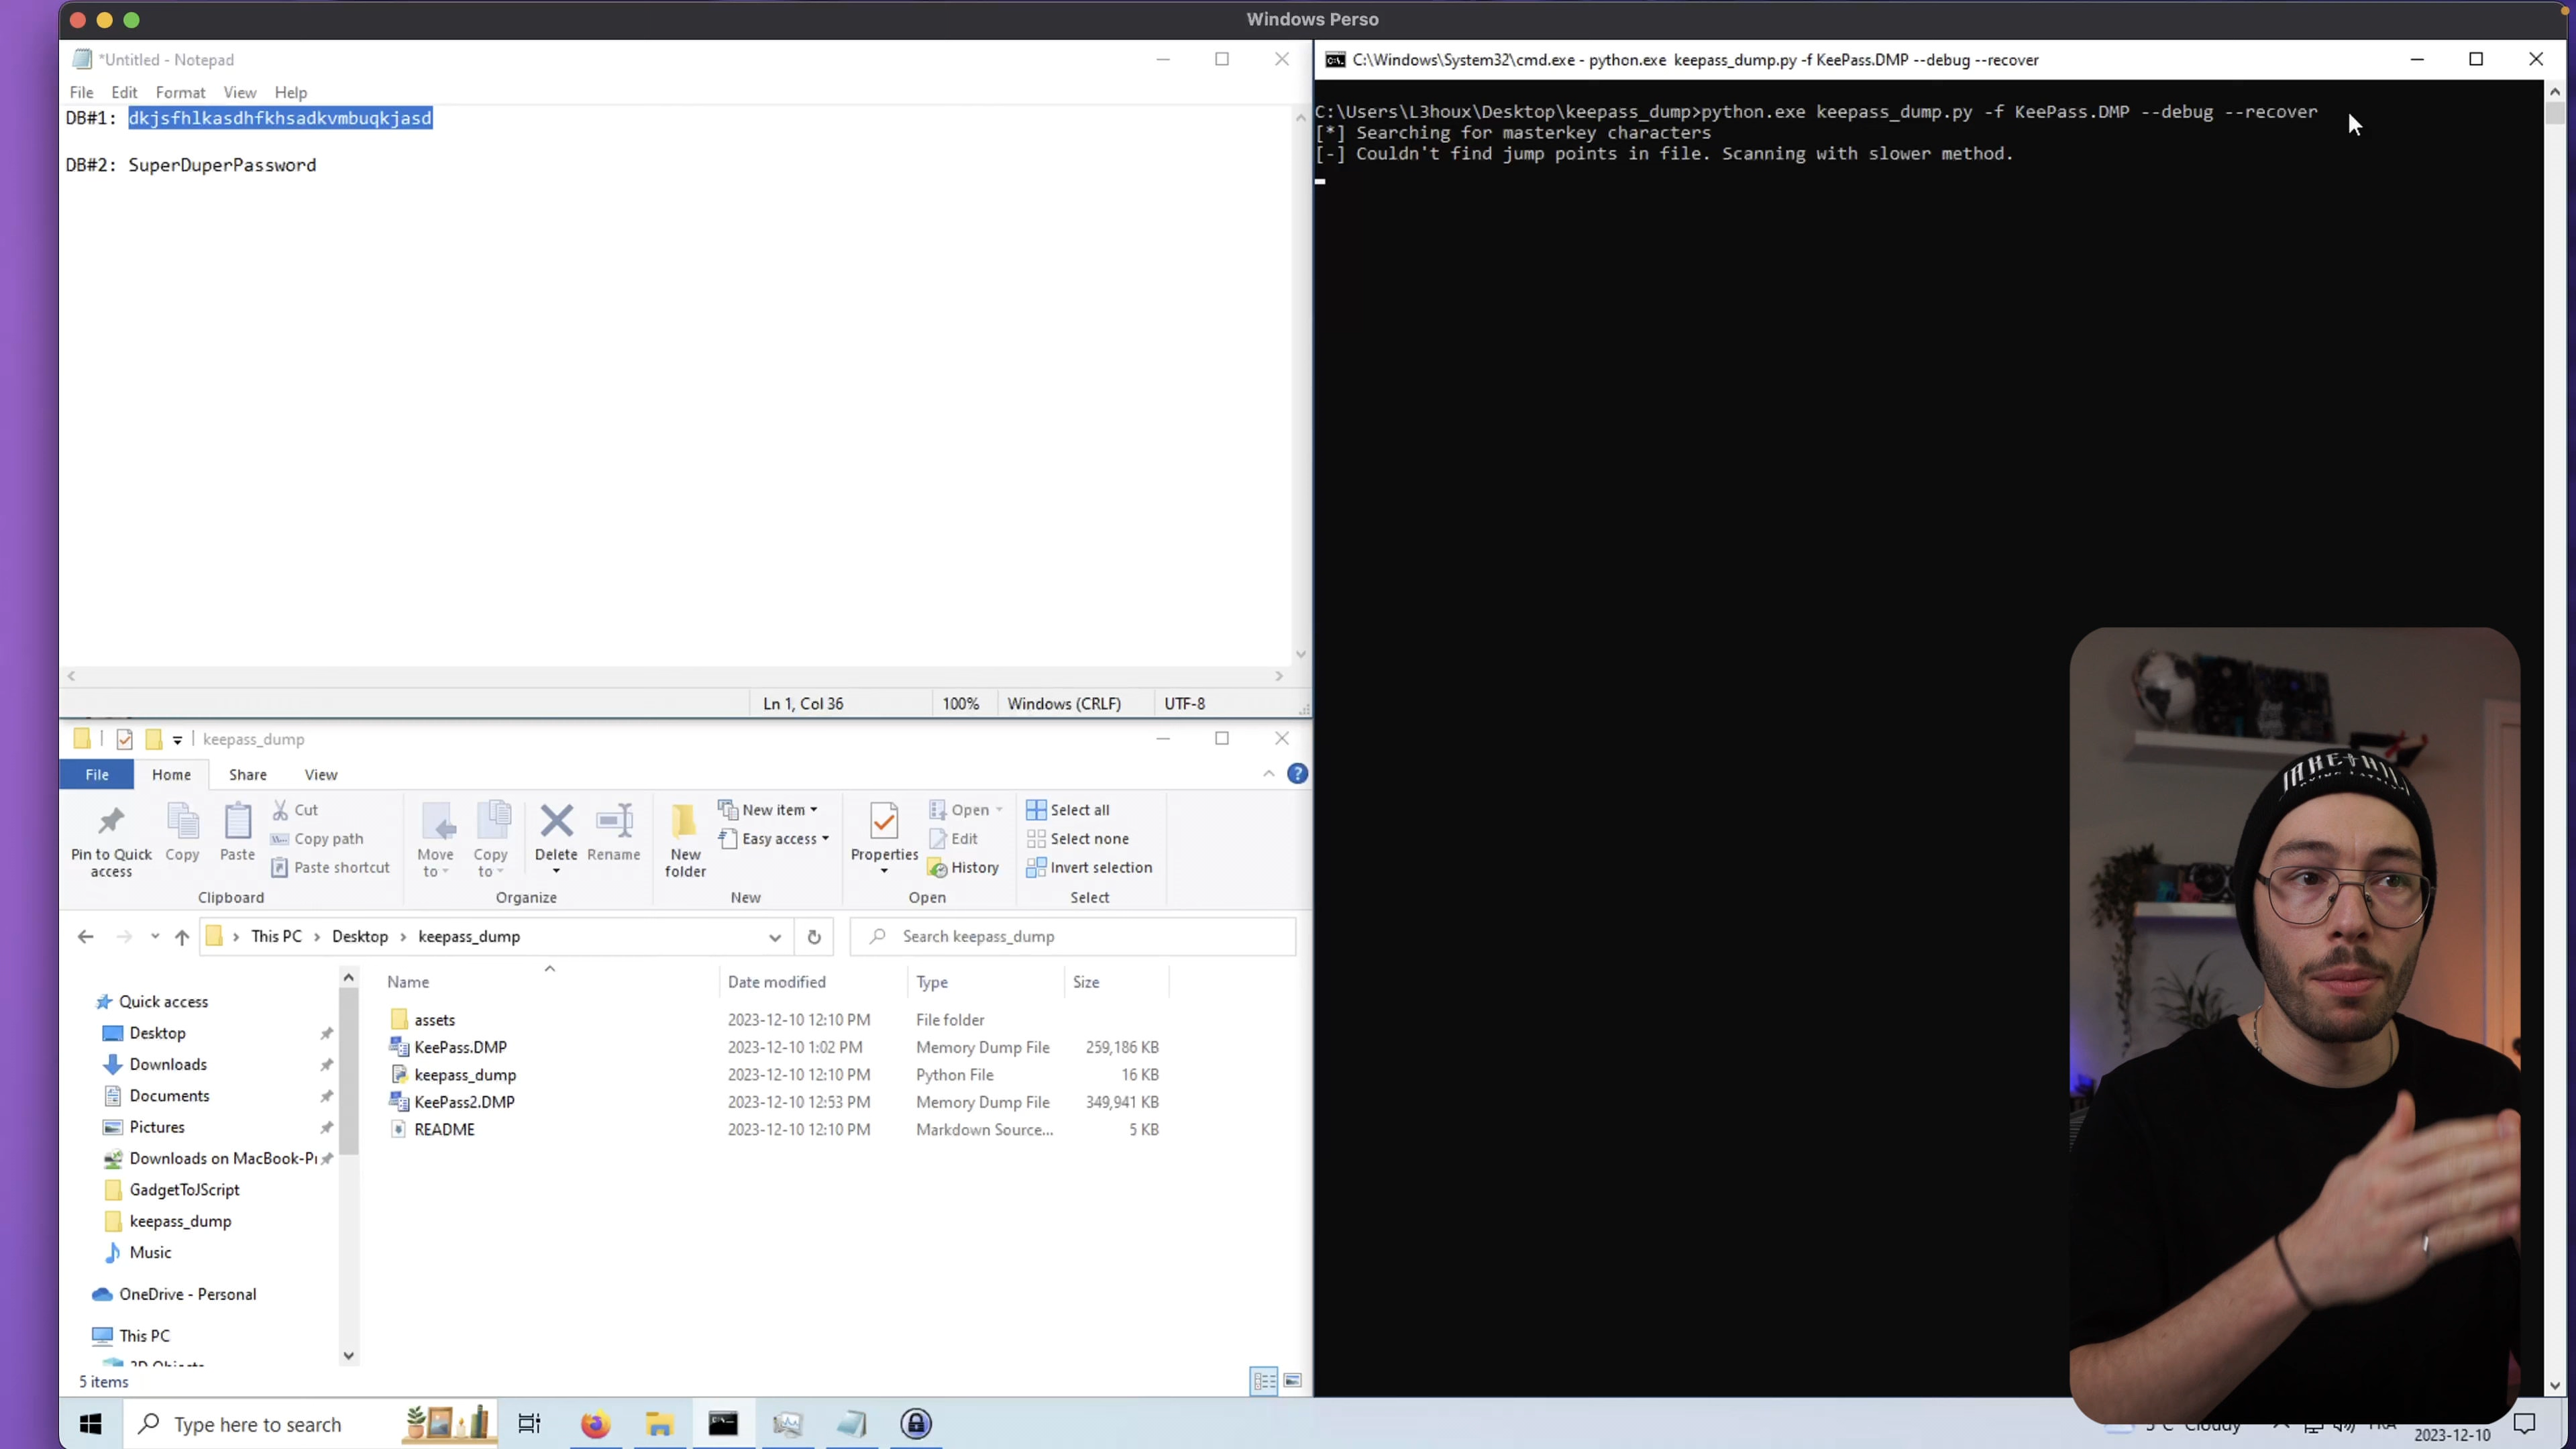 Windows Perso
*Untitled - Notepad
File Edit Format View Help
DB#1: dkjsfhlkasdhfkhsadkvmbuqkjasd
DB#2: SuperDuperPassword
Ln 1, Col 36 100% Windows (CRLF) UTF-8
C:\Windows\System32\cmd.exe - python.exe keepass_dump.py -f KeePass.DMP --debug --recover
C:\Users\L3houx\Desktop\keepass_dump>python.exe keepass_dump.py -f KeePass.DMP --debug --recover
[*] Searching for masterkey characters
[-] Couldn't find jump points in file. Scanning with slower method.
keepass_dump
File Home Share View
Pin to Quick access
Copy
Paste
Cut
Copy path
Paste shortcut
Clipboard
Move to
Copy to
Delete
Rename
Organize
New folder
New item
Easy access
New
Properties
Open
Edit
History
Open
Select all
Select none
Invert selection
Select
This PC > Desktop > keepass_dump
Search keepass_dump
Name Date modified Type Size
assets 2023-12-10 12:10 PM File folder
KeePass.DMP 2023-12-10 1:02 PM Memory Dump File 259,186 KB
keepass_dump 2023-12-10 12:10 PM Python File 16 KB
KeePass2.DMP 2023-12-10 12:53 PM Memory Dump File 349,941 KB
README 2023-12-10 12:10 PM Markdown Source... 5 KB
Quick access
Desktop
Downloads
Documents
Pictures
Downloads on MacBook-P
GadgetToJScript
keepass_dump
Music
OneDrive - Personal
This PC
3D Objects
5 items
Type here to search
Cloudy
2023-12-10